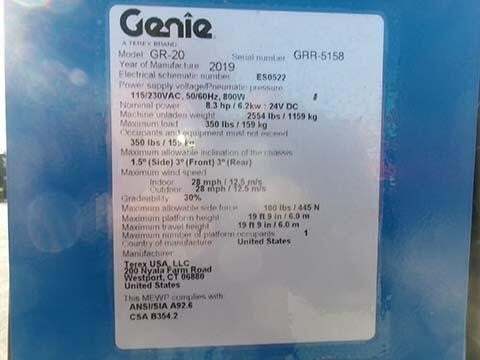 Genie
A TEREX BRAND
Model GR-20 Serial number GRR-5158
Year of Manufacture 2019
Electrical schematic number ES0522
Power supply voltage/Pneumatic pressure
115/230VAC, 50/60Hz, 800W
Nominal power 8.3 hp / 6.2kw : 24V DC
Machine unladen weight 2554 lbs / 1159 kg
Maximum load 350 lbs / 159 kg
Occupants and equipment must not exceed
350 lbs / 159 kg
Maximum allowable inclination of the chassis
1.5° (Side) 3° (Front) 3° (Rear)
Maximum wind speed
Indoor 28 mph / 12.5 m/s
Outdoor 28 mph / 12.5 m/s
Gradeability 30%
Maximum allowable side force 100 lbs / 445 N
Maximum platform height 19 ft 9 in / 6.0 m
Maximum travel height 19 ft 9 in / 6.0 m
Maximum number of platform occupants 1
Country of manufacture United States
Manufacturer
Terex USA, LLC
200 Nyala Farm Road
Westport, CT 06880
United States
This MEWP complies with:
ANSI/SIA A92.6
CSA B354.2